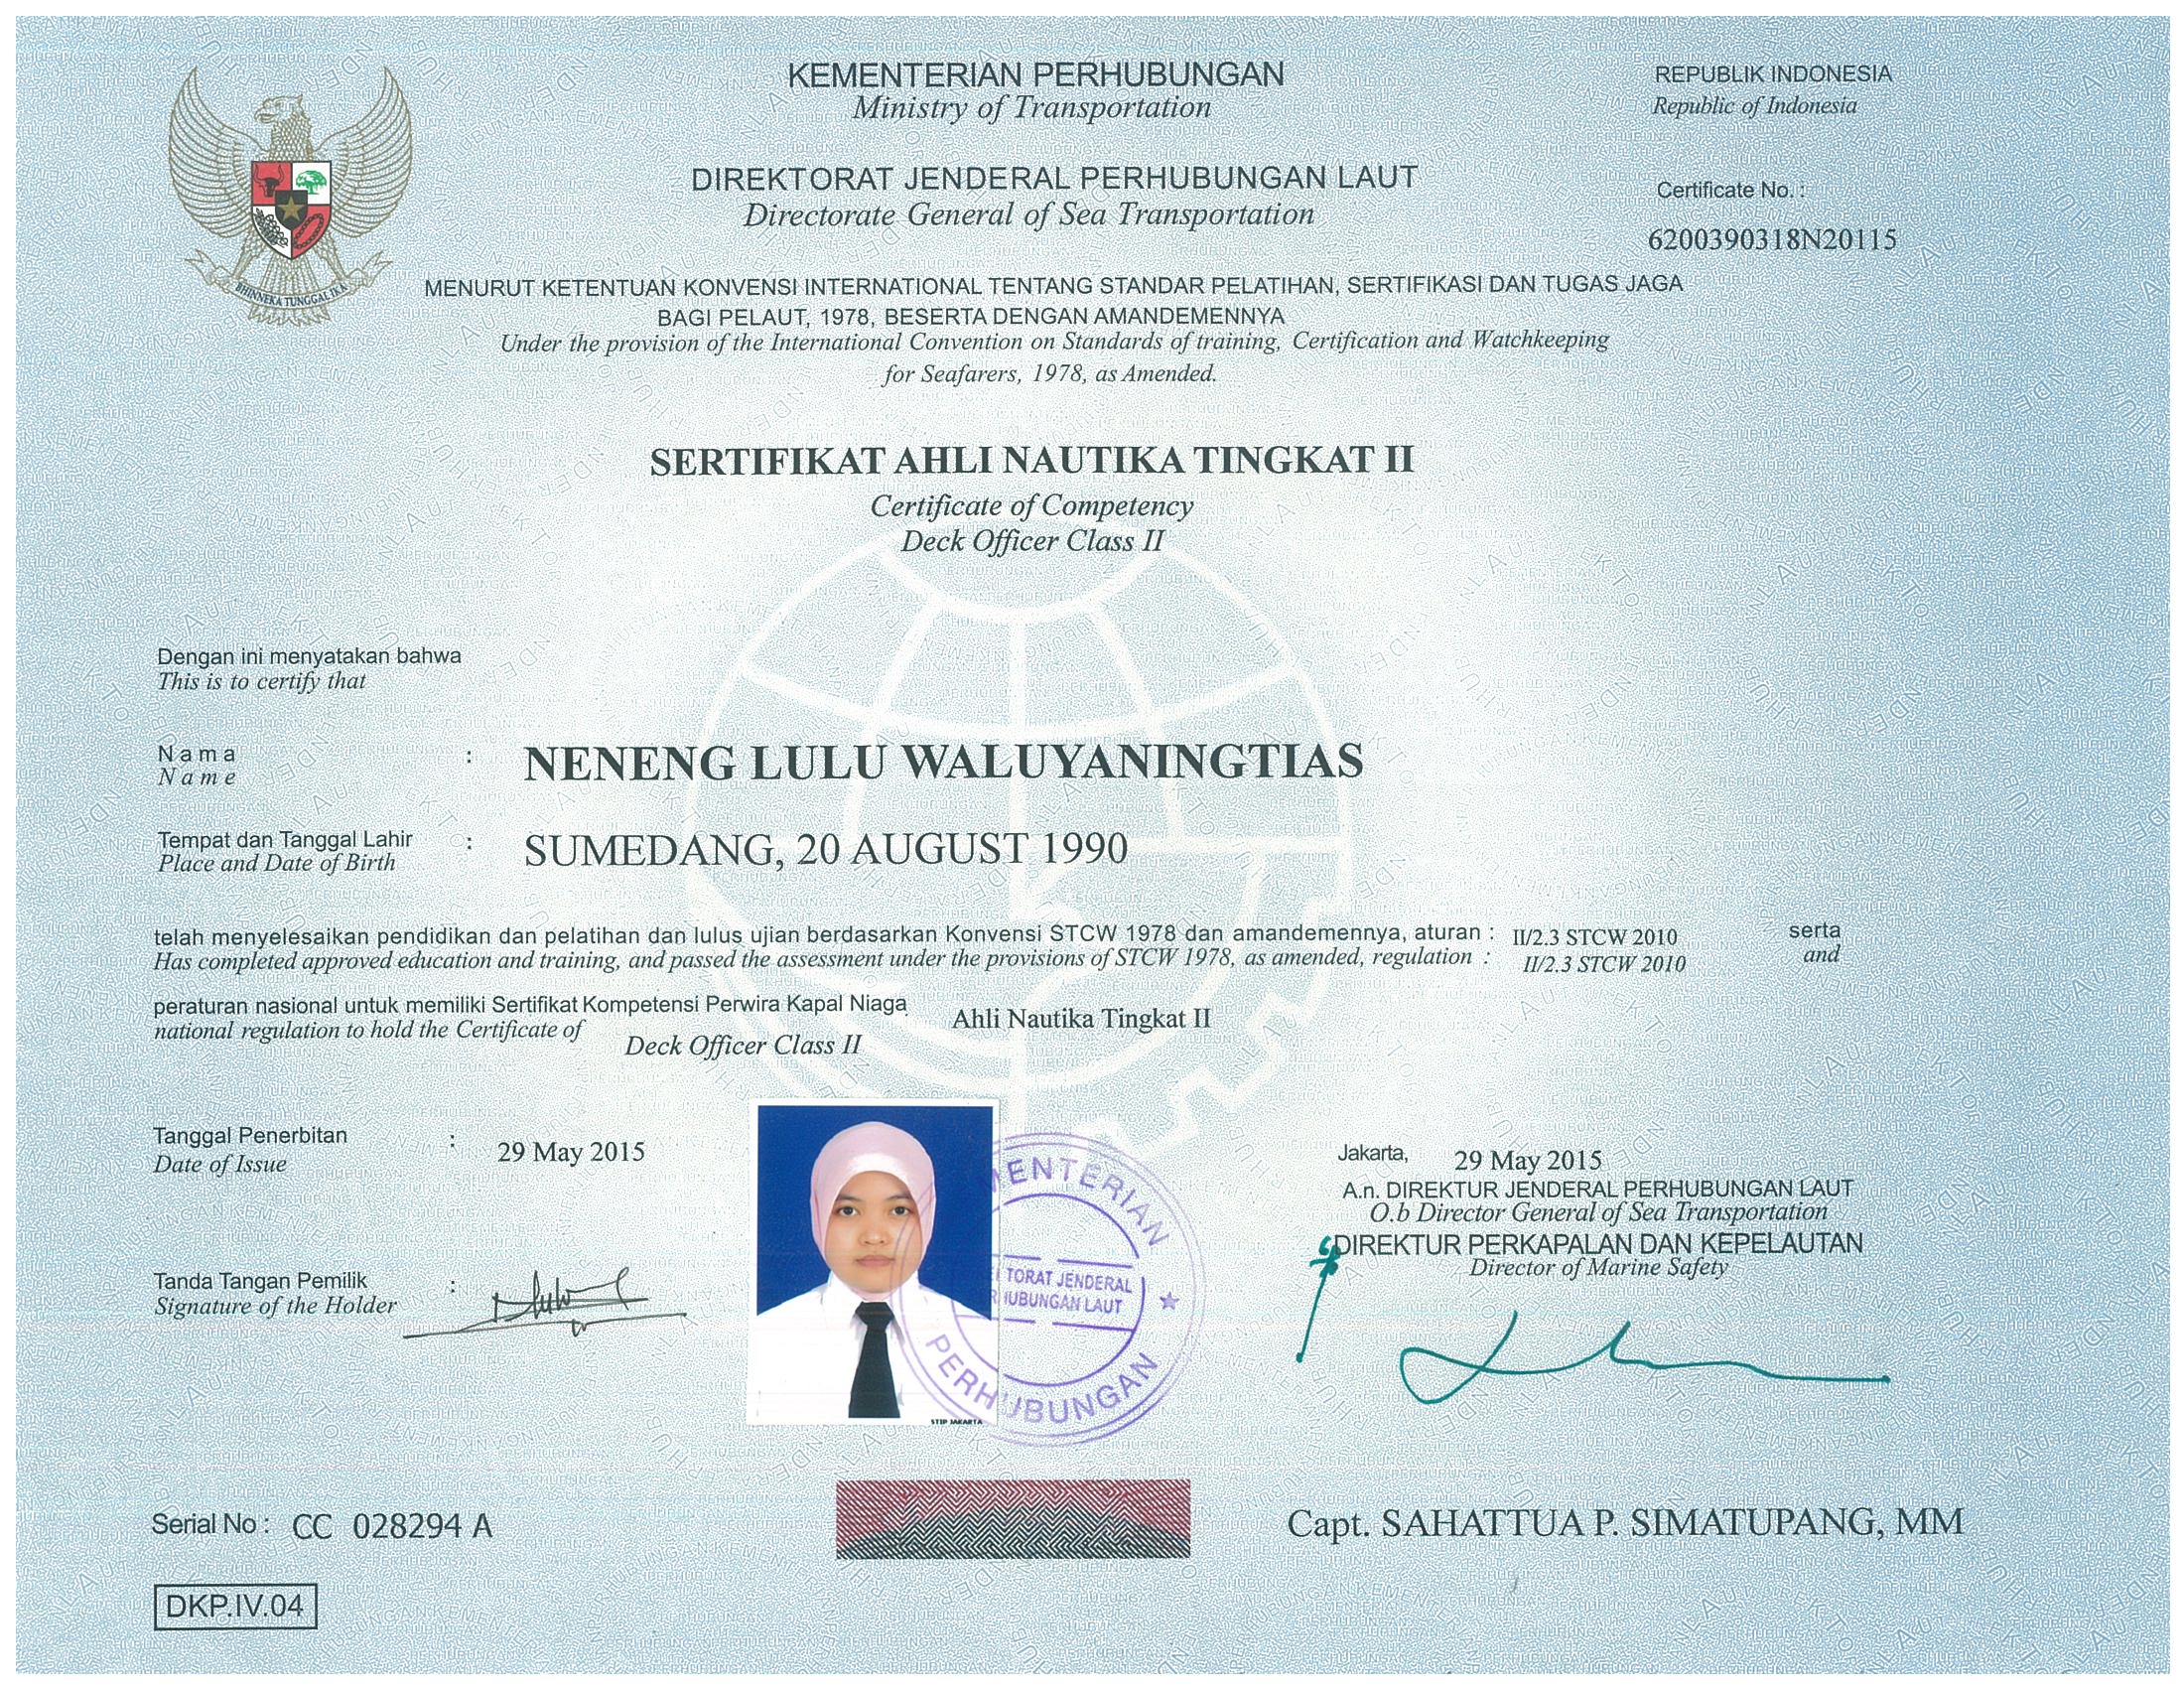 KEMENTERIAN PERHUBUNGAN
Ministry of Transportation
REPUBLIK INDONESIA
Republic of Indonesia
DIREKTORAT JENDERAL PERHUBUNGAN LAUT
Directorate General of Sea Transportation
Certificate No. :
6200390318N20115
BHINNEKA TUNGGAL IKA
MENURUT KETENTUAN KONVENSI INTERNATIONAL TENTANG STANDAR PELATIHAN, SERTIFIKASI DAN TUGAS JAGA
BAGI PELAUT, 1978, BESERTA DENGAN AMANDEMENNYA
Under the provision of the International Convention on Standards of training, Certification and Watchkeeping
for Seafarers, 1978, as Amended.
SERTIFIKAT AHLI NAUTIKA TINGKAT II
Certificate of Competency
Deck Officer Class II
Dengan ini menyatakan bahwa
This is to certify that
Nama : NENENG LULU WALUYANINGTIAS
Name
Tempat dan Tanggal Lahir : SUMEDANG, 20 AUGUST 1990
Place and Date of Birth
telah menyelesaikan pendidikan dan pelatihan dan lulus ujian berdasarkan Konvensi STCW 1978 dan amandemennya, aturan : II/2.3 STCW 2010 serta
Has completed approved education and training, and passed the assessment under the provisions of STCW 1978, as amended, regulation : II/2.3 STCW 2010 and
peraturan nasional untuk memiliki Sertifikat Kompetensi Perwira Kapal Niaga Ahli Nautika Tingkat II
national regulation to hold the Certificate of Deck Officer Class II
Tanggal Penerbitan : 29 May 2015
Date of Issue
Jakarta, 29 May 2015
A.n. DIREKTUR JENDERAL PERHUBUNGAN LAUT
O.b Director General of Sea Transportation
DIREKTUR PERKAPALAN DAN KEPELAUTAN
Director of Marine Safety
Tanda Tangan Pemilik :
Signature of the Holder
MENTERIAN
TORAT JENDERAL
HUBUNGAN LAUT
PERHUBUNGAN
STIP JAKARTA
Serial No : CC 028294 A
Capt. SAHATTUA P. SIMATUPANG, MM
DKP.IV.04